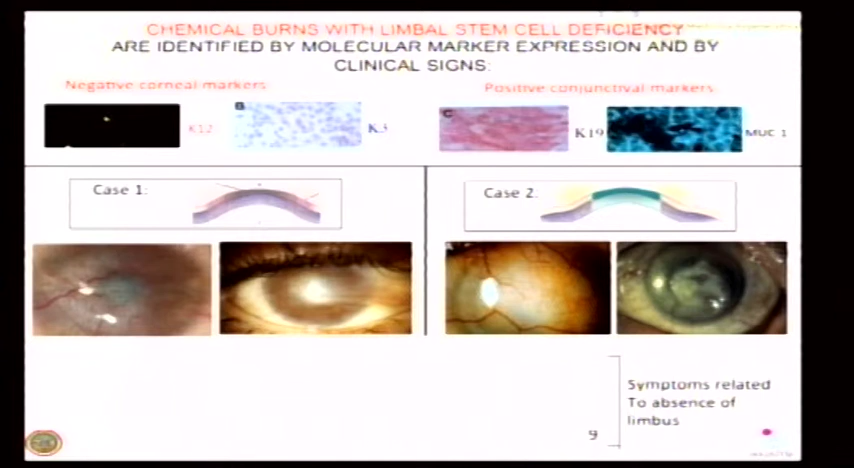 CHEMICAL BURNS WITH LIMBAL STEM CELL DEFICIENCY
ARE IDENTIFIED BY MOLECULAR MARKER EXPRESSION AND BY
CLINICAL SIGNS:
Negative corneal markers
Positive conjunctival markers
K12
B
K3
C
K19
MUC 1
Case 1:
Case 2:
Symptoms related
To absence of
limbus
9